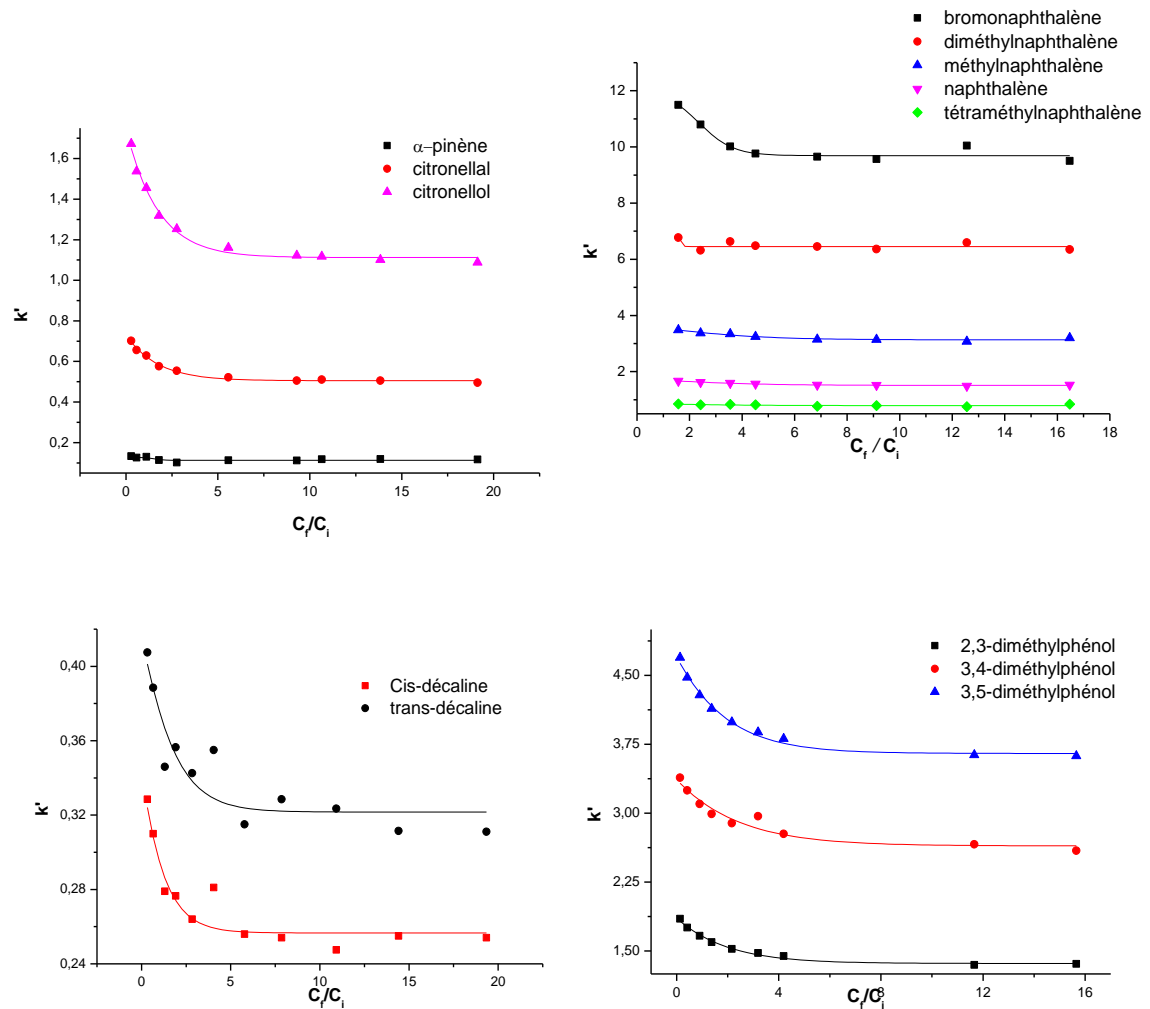 α−pinène
citronellal
citronellol
1,6
1,4
1,2
1,0
0,8
0,6
0,4
0,2
k'
0 5 10 15 20
Cf/Ci
bromonaphthalène
diméthylnaphthalène
méthylnaphthalène
naphthalène
tétraméthylnaphthalène
12
10
8
6
4
2
k'
0 2 4 6 8 10 12 14 16 18
Cf / Ci
Cis-décaline
trans-décaline
0,40
0,36
0,32
0,28
0,24
k'
0 5 10 15 20
Cf/Ci
2,3-diméthylphénol
3,4-diméthylphénol
3,5-diméthylphénol
4,50
3,75
3,00
2,25
1,50
k'
0 4 8 12 16
Cf/Ci